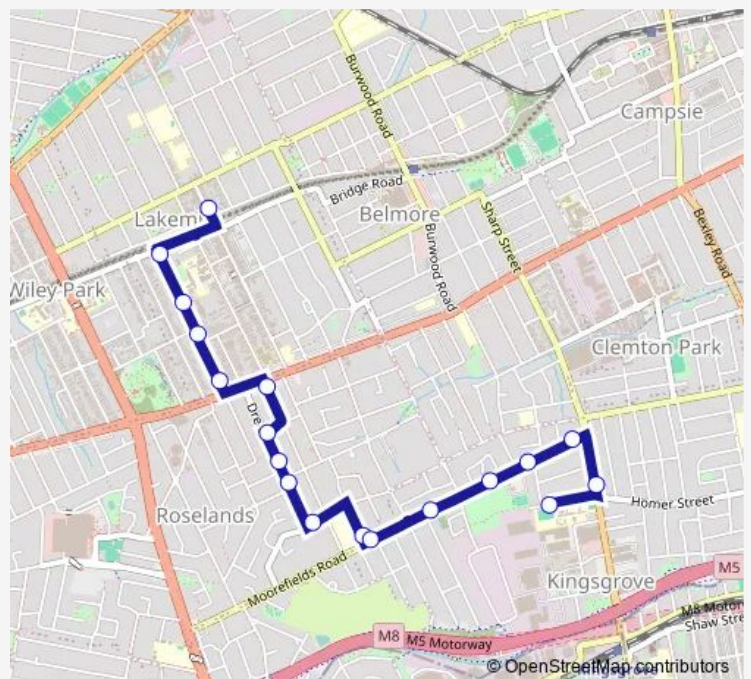 Burwood Road
Campsie
Bridge Road
Lakem
Belmore
Sharp Street
Bexley Road
Wiley Park
Burwood Road
Clemton Park
Dre
Roselands
Homer Street
Moorefields Road
Kingsgrove
M5
M8 Motor
M8
M5 Motorway
Shaw Stre
Kingsgrove
© OpenStreetMap contributors